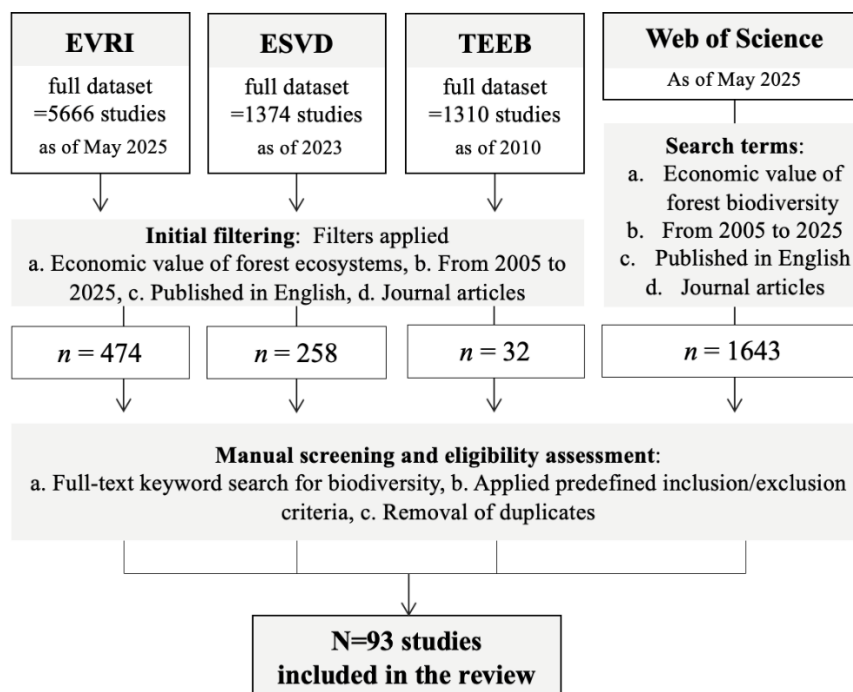 EVRI
full dataset
=5666 studies
as of May 2025
ESVD
full dataset
=1374 studies
as of 2023
TEEB
full dataset
=1310 studies
as of 2010
Web of Science
As of May 2025
Search terms:
a. Economic value of
forest biodiversity
b. From 2005 to 2025
c. Published in English
d. Journal articles
Initial filtering: Filters applied
a. Economic value of forest ecosystems, b. From 2005 to
2025, c. Published in English, d. Journal articles
n = 474
n = 258
n = 32
n = 1643
Manual screening and eligibility assessment:
a. Full-text keyword search for biodiversity, b. Applied predefined inclusion/exclusion
criteria, c. Removal of duplicates
N=93 studies
included in the review